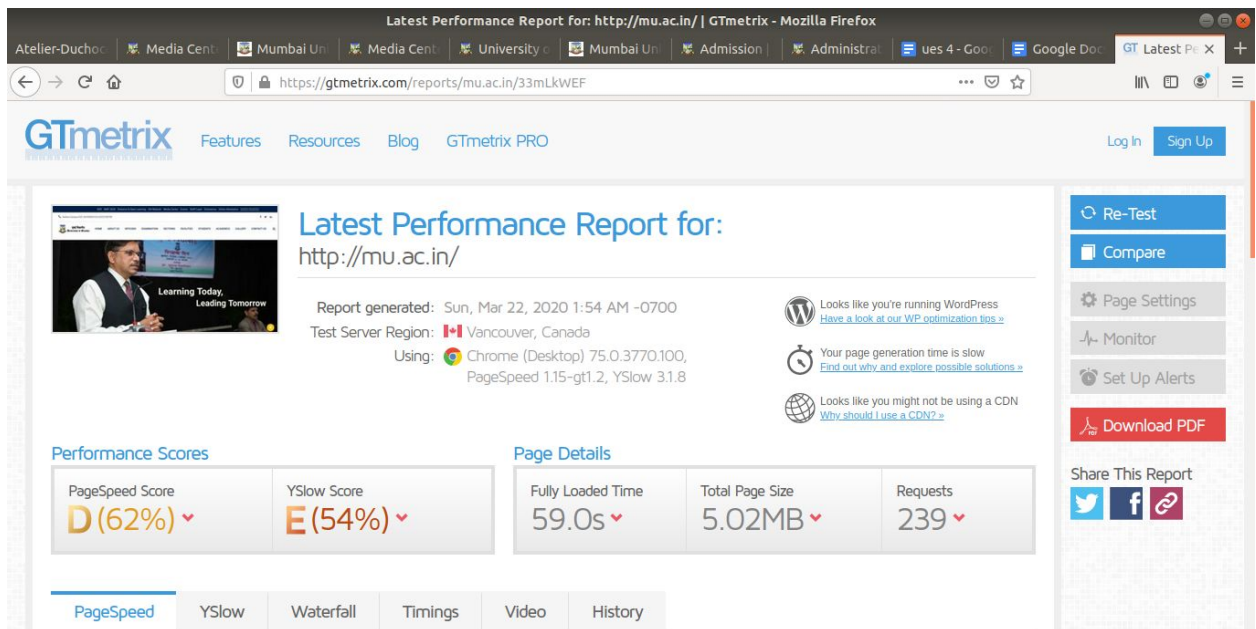 Latest Performance Report for: http://mu.ac.in/ | GTmetrix - Mozilla Firefox
Atelier-Duchoc Media Cent Mumbai Uni Media Cent University o Mumbai Uni Admission | Administrat ues 4 - Goo Google Doc GT Latest Pe
https://gtmetrix.com/reports/mu.ac.in/33mLkWEF
GTmetrix Features Resources Blog GTmetrix PRO Log In Sign Up
Learning Today,
Leading Tomorrow
Latest Performance Report for:
http://mu.ac.in/
Report generated: Sun, Mar 22, 2020 1:54 AM -0700
Test Server Region: Vancouver, Canada
Using: Chrome (Desktop) 75.0.3770.100,
PageSpeed 1.15-gt1.2, YSlow 3.1.8
Looks like you're running WordPress
Have a look at our WP optimization tips »
Your page generation time is slow
Find out why and explore possible solutions »
Looks like you might not be using a CDN
Why should I use a CDN? »
Re-Test
Compare
Page Settings
Monitor
Set Up Alerts
Download PDF
Share This Report
Performance Scores
PageSpeed Score YSlow Score
D (62%) E (54%)
Page Details
Fully Loaded Time Total Page Size Requests
59.0s 5.02MB 239
PageSpeed YSlow Waterfall Timings Video History